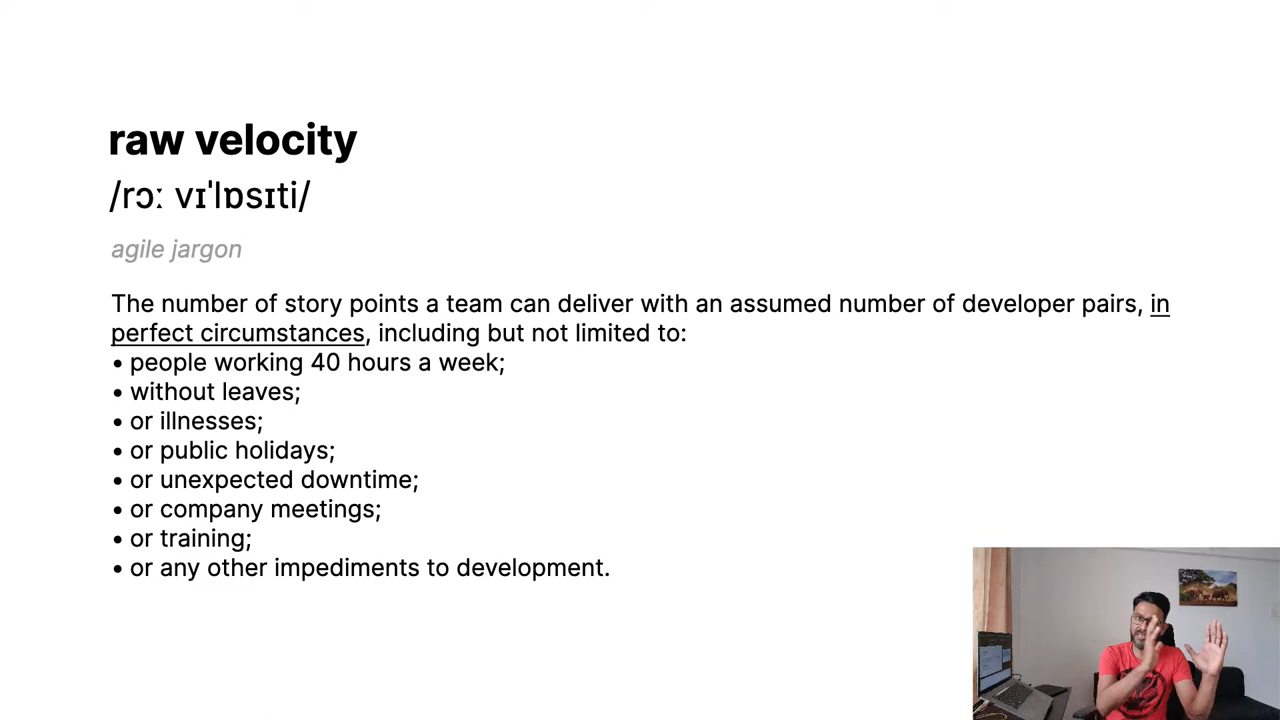 raw velocity
/rɔː vɪˈlɒsɪti/
agile jargon
The number of story points a team can deliver with an assumed number of developer pairs, in
perfect circumstances, including but not limited to:
• people working 40 hours a week;
• without leaves;
• or illnesses;
• or public holidays;
• or unexpected downtime;
• or company meetings;
• or training;
• or any other impediments to development.